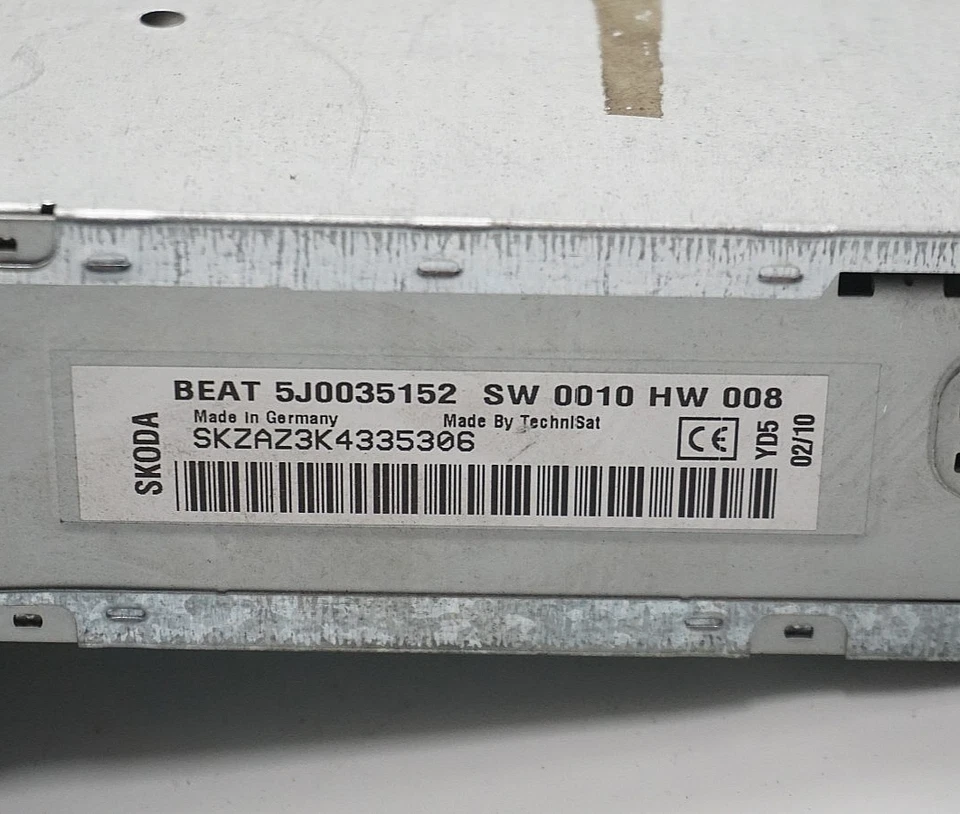 BEAT 5J0035152 SW 0010 HW 008
Made in Germany Made By TechniSat
SKZAZ3K4335306
SKODA
CE
YD5
02/10